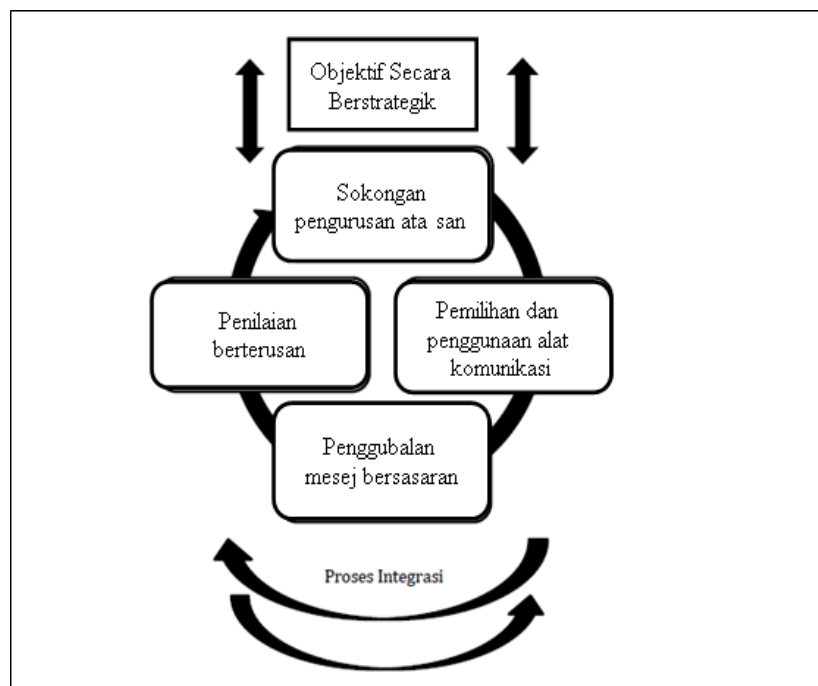 Objektif Secara
Berstrategik
Sokongan
pengurusan ata san
Penilaian
berterusan
Pemilihan dan
penggunaan alat
komunikasi
Penggubalan
mesej bersasaran
Proses Integrasi